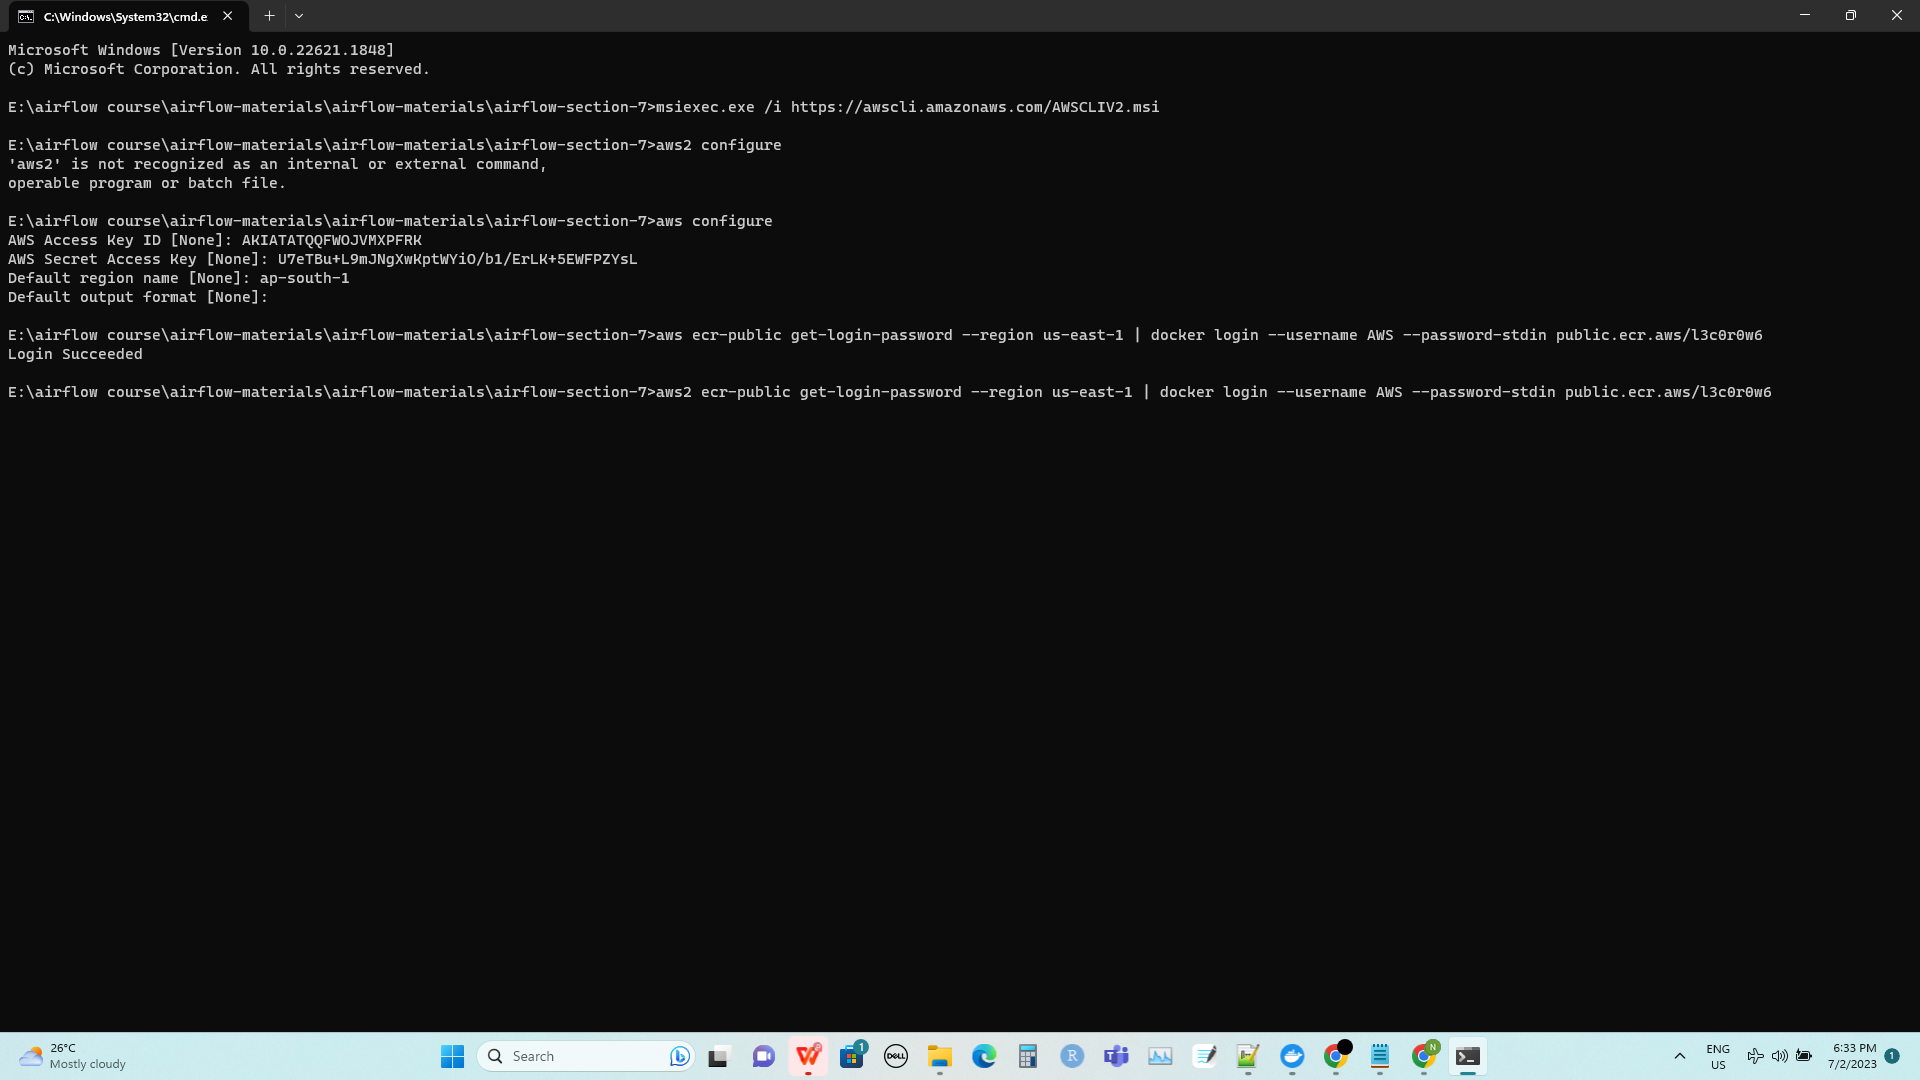 C:\Windows\System32\cmd.e
Microsoft Windows [Version 10.0.22621.1848]
(c) Microsoft Corporation. All rights reserved.
E:\airflow course\airflow-materials\airflow-materials\airflow-section-7>msiexec.exe /i https://awscli.amazonaws.com/AWSCLIV2.msi
E:\airflow course\airflow-materials\airflow-materials\airflow-section-7>aws2 configure
'aws2' is not recognized as an internal or external command,
operable program or batch file.
E:\airflow course\airflow-materials\airflow-materials\airflow-section-7>aws configure
AWS Access Key ID [None]: AKIATATQQFWOJVMXPFRK
AWS Secret Access Key [None]: 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
Default region name [None]: ap-south-1
Default output format [None]:
E:\airflow course\airflow-materials\airflow-materials\airflow-section-7>aws ecr-public get-login-password --region us-east-1 | docker login --username AWS --password-stdin public.ecr.aws/l3c0r0w6
Login Succeeded
E:\airflow course\airflow-materials\airflow-materials\airflow-section-7>aws2 ecr-public get-login-password --region us-east-1 | docker login --username AWS --password-stdin public.ecr.aws/l3c0r0w6
26°C
Mostly cloudy
Search
1
DELL
R
N
ENG
US
6:33 PM
7/2/2023
1